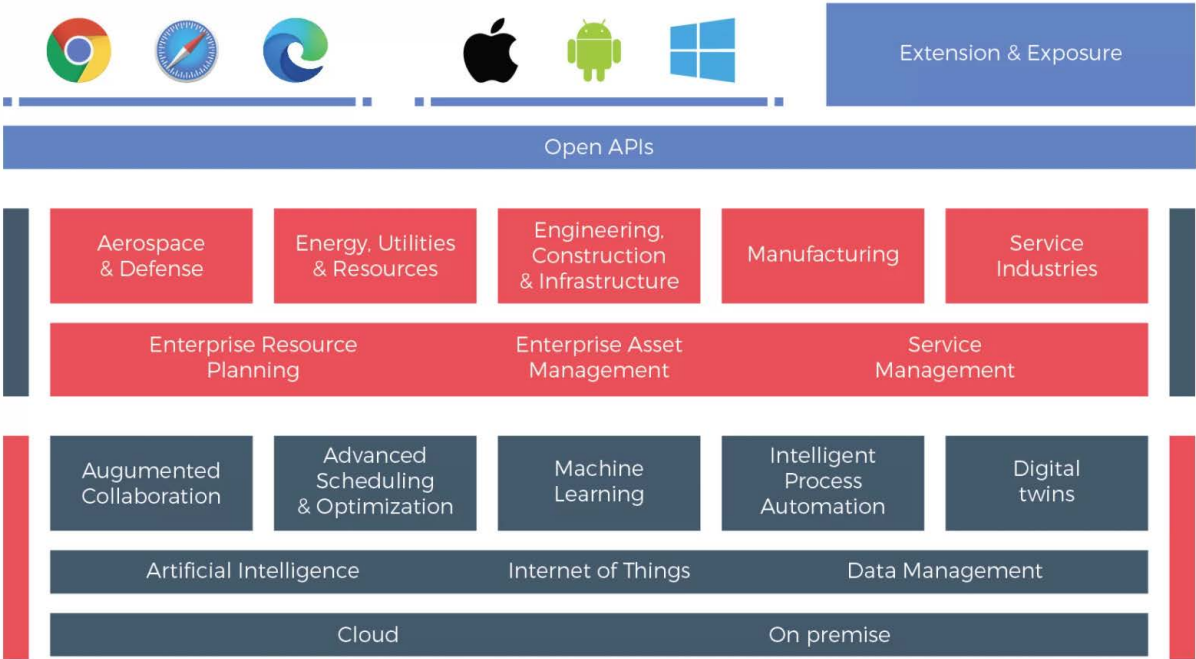 Extension & Exposure
Open APIs
Aerospace
& Defense
Energy, Utilities
& Resources
Engineering,
Construction
& Infrastructure
Manufacturing
Service
Industries
Enterprise Resource
Planning
Enterprise Asset
Management
Service
Management
Augumented
Collaboration
Advanced
Scheduling
& Optimization
Machine
Learning
Intelligent
Process
Automation
Digital
twins
Artificial Intelligence
Internet of Things
Data Management
Cloud
On premise